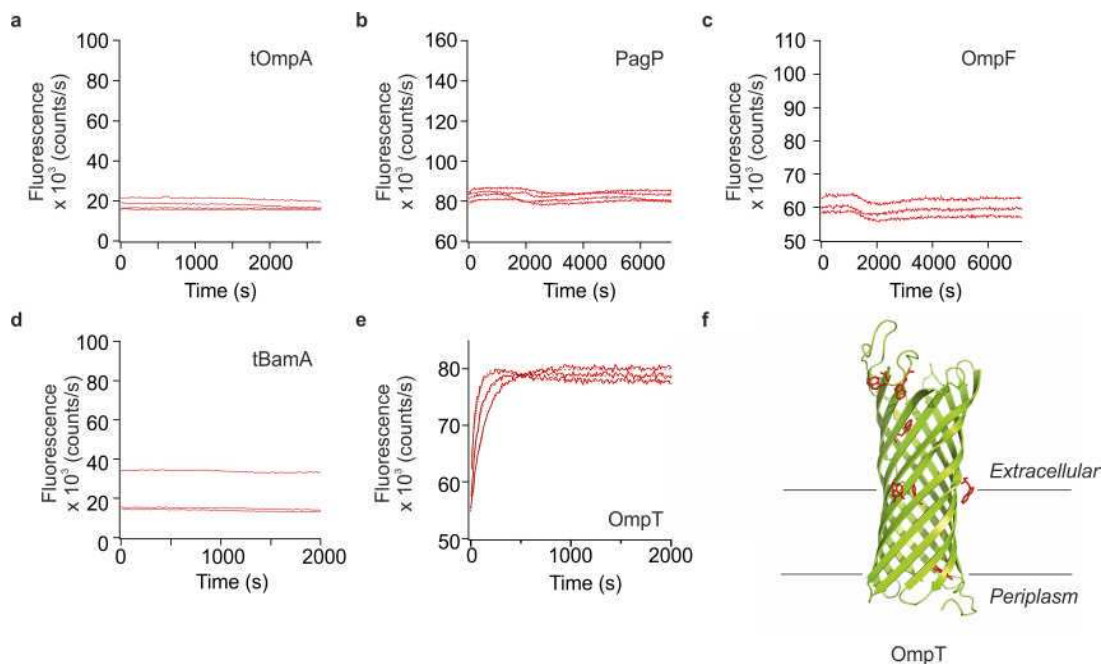 a
tOmpA
Fluorescence
x 10³ (counts/s)
100
80
60
40
20
0
0 1000 2000
Time (s)
b
PagP
Fluorescence
x 10³ (counts/s)
160
140
120
100
80
60
0 2000 4000 6000
Time (s)
c
OmpF
Fluorescence
x 10³ (counts/s)
110
100
90
80
70
60
50
0 2000 4000 6000
Time (s)
d
tBamA
Fluorescence
x 10³ (counts/s)
100
80
60
40
20
0
0 1000 2000
Time (s)
e
OmpT
Fluorescence
x 10³ (counts/s)
80
70
60
50
0 1000 2000
Time (s)
f
Extracellular
Periplasm
OmpT